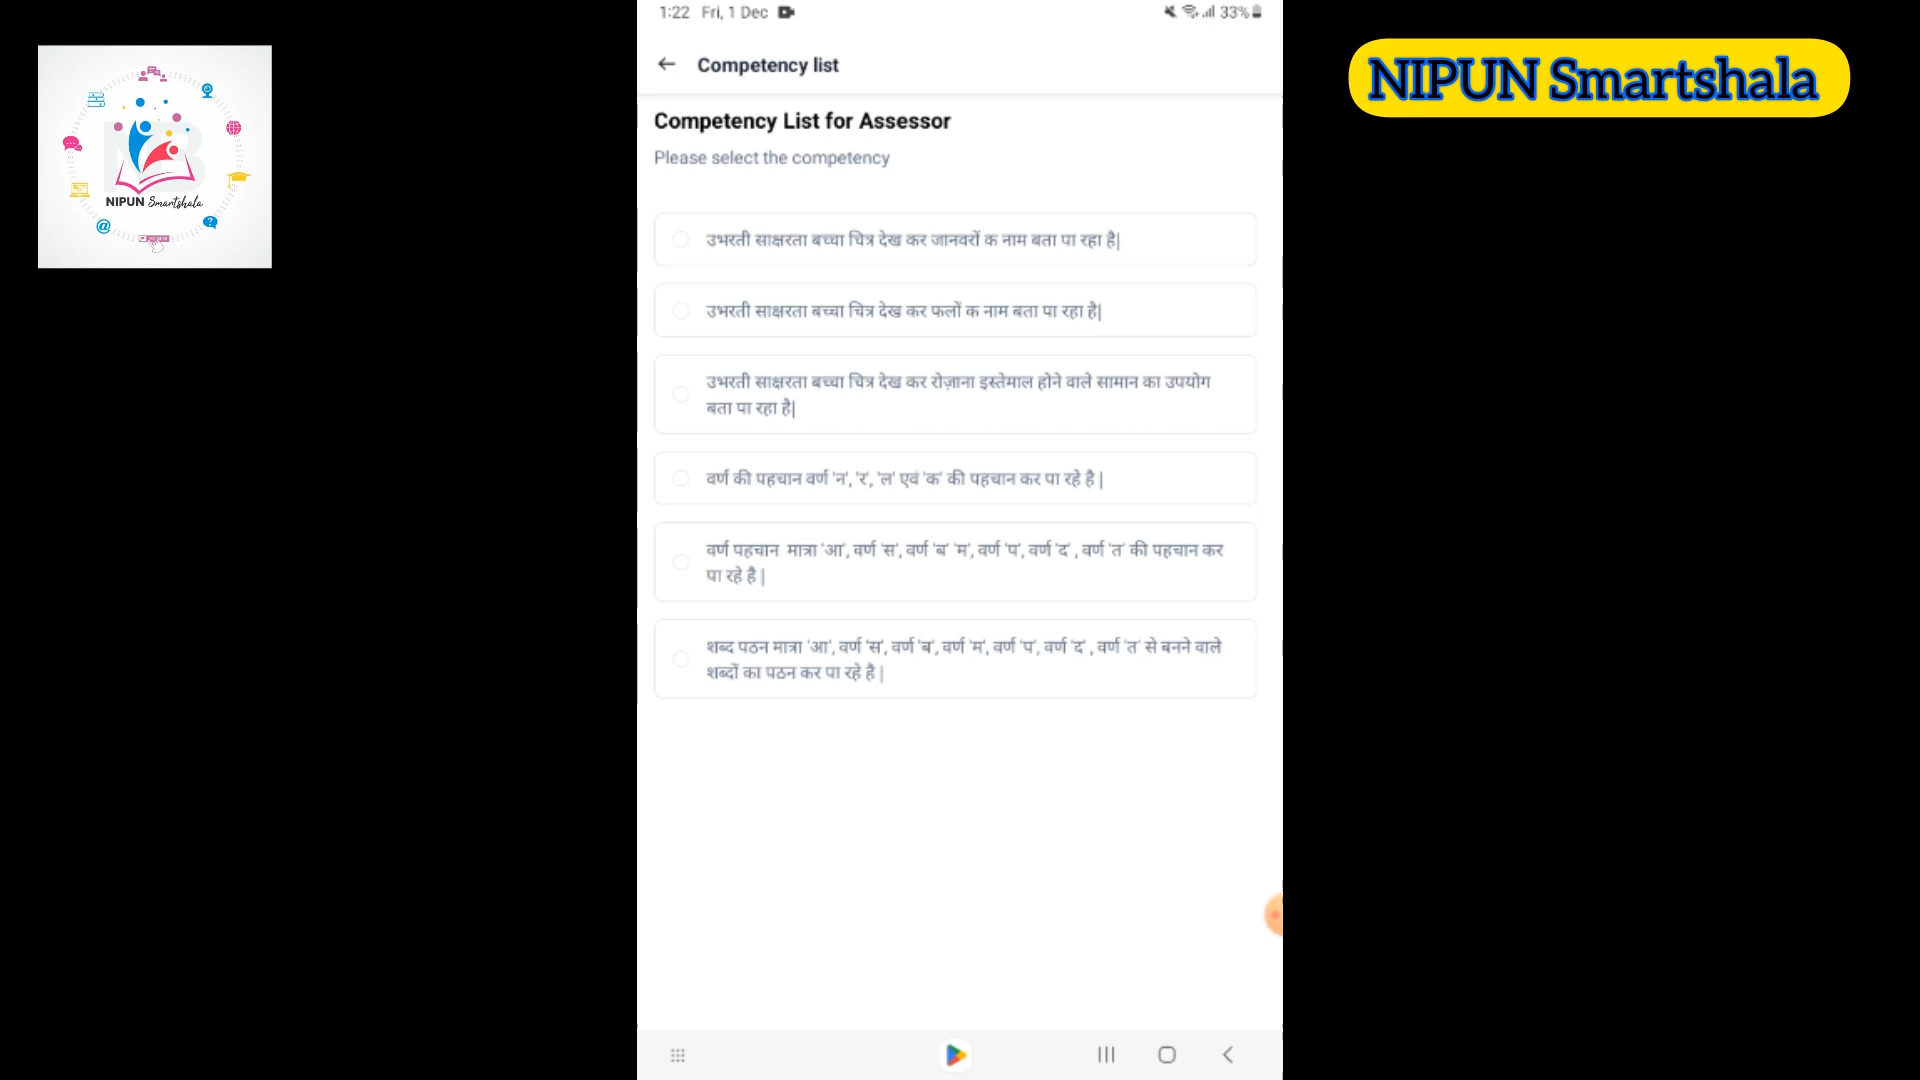 1:22 Fri, 1 Dec
33%
Competency list
NIPUN Smartshala
Competency List for Assessor
Please select the competency
NIPUN Smartshala
उभरती साक्षरता बच्चा चित्र देख कर जानवरों क नाम बता पा रहा है|
उभरती साक्षरता बच्चा चित्र देख कर फलों क नाम बता पा रहा है|
उभरती साक्षरता बच्चा चित्र देख कर रोज़ाना इस्तेमाल होने वाले सामान का उपयोग
बता पा रहा है|
वर्ण की पहचान वर्ण 'न', 'र', 'ल' एवं 'क' की पहचान कर पा रहे है |
वर्ण पहचान मात्रा 'आ', वर्ण 'स', वर्ण 'ब' 'म', वर्ण 'प', वर्ण 'द' , वर्ण 'त' की पहचान कर
पा रहे है |
शब्द पठन मात्रा 'आ', वर्ण 'स', वर्ण 'ब', वर्ण 'म', वर्ण 'प', वर्ण 'द' , वर्ण 'त' से बनने वाले
शब्दों का पठन कर पा रहे है |